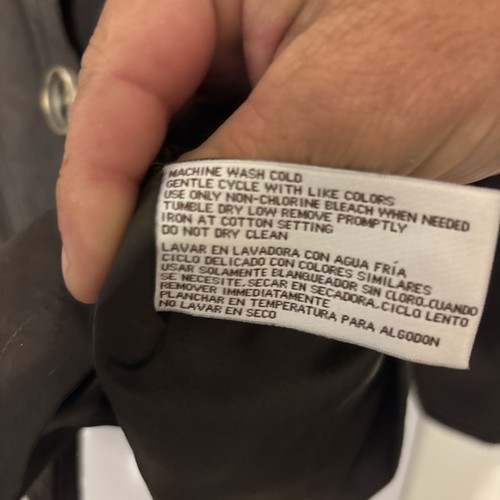 MACHINE WASH COLD
GENTLE CYCLE WITH LIKE COLORS
USE ONLY NON-CHLORINE BLEACH WHEN NEEDED
TUMBLE DRY LOW REMOVE PROMPTLY
IRON AT COTTON SETTING
DO NOT DRY CLEAN
LAVAR EN LAVADORA CON AGUA FRÍA
CICLO DELICADO CON COLORES SIMILARES
USAR SOLAMENTE BLANQUEADOR SIN CLORO.CUANDO
SE NECESITE.SECAR EN SECADORA.CICLO LENTO
REMOVER IMMEDIATAMENTE
PLANCHAR EN TEMPERATURA PARA ALGODON
NO LAVAR EN SECO